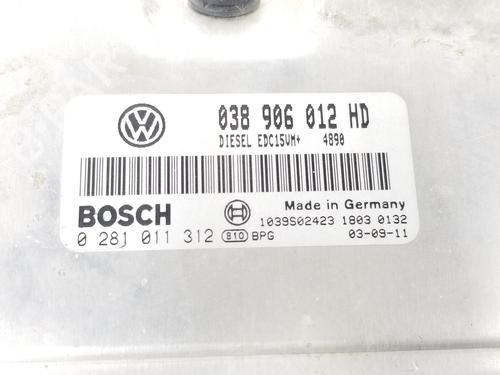 038 906 012 HD
DIESEL EDC15VM+ 4890
BOSCH
Made in Germany
1039S02423 1803 0132
0 281 011 312 810 BPG 03-09-11